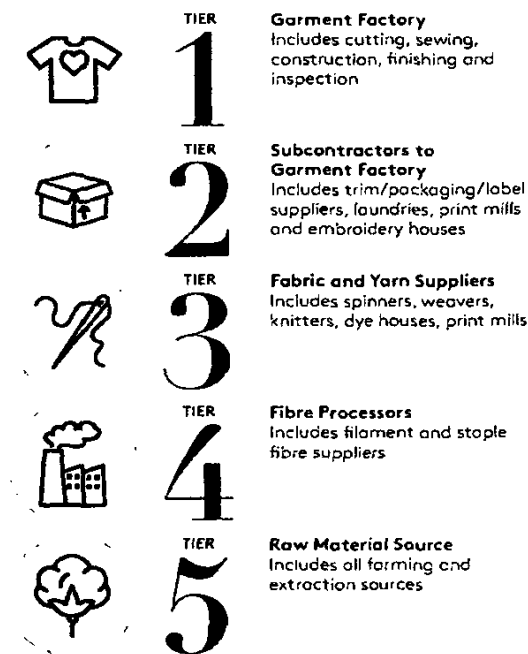 TIER
1
Garment Factory
Includes cutting, sewing,
construction, finishing and
inspection
TIER
2
Subcontractors to
Garment Factory
Includes trim/packaging/label
suppliers, laundries, print mills
and embroidery houses
TIER
3
Fabric and Yarn Suppliers
Includes spinners, weavers,
knitters, dye houses, print mills
TIER
4
Fibre Processors
Includes filament and staple
fibre suppliers
TIER
5
Raw Material Source
Includes all farming and
extraction sources